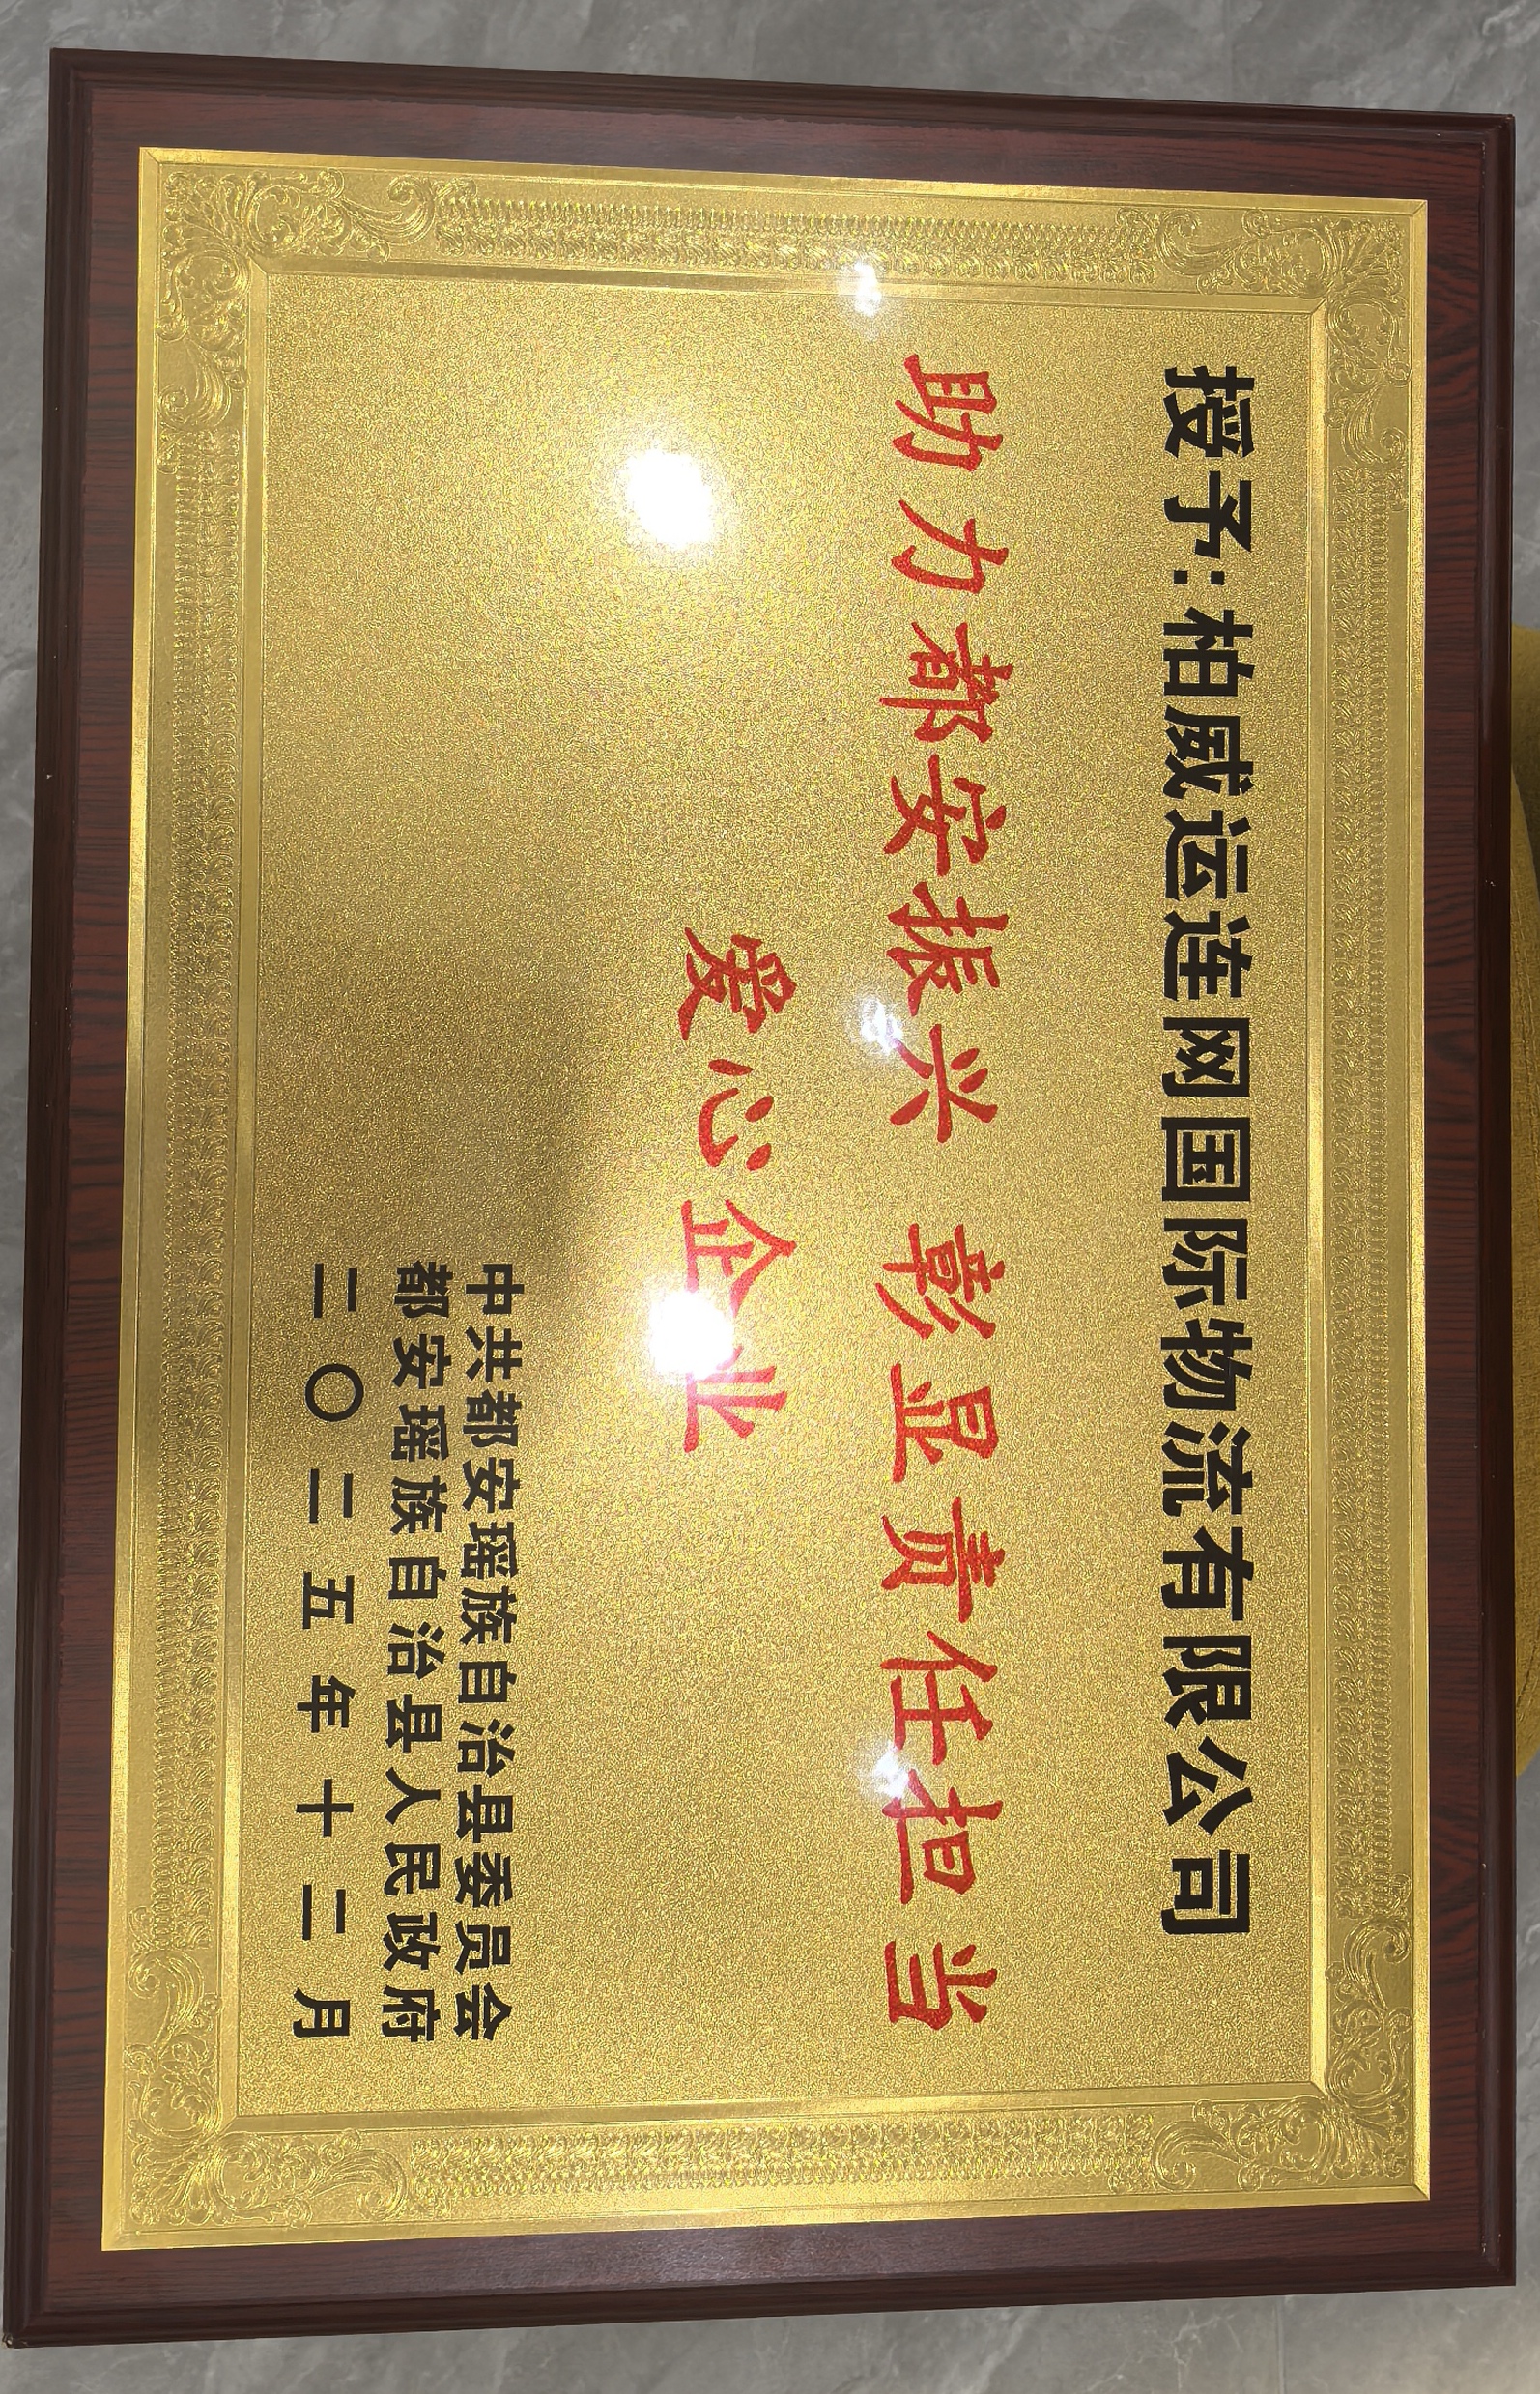 授予:柏威运连网国际物流有限公司
助力都安振兴 彰显责任担当
爱心企业
中共都安瑶族自治县委员会
都安瑶族自治县人民政府
二〇二五年十二月